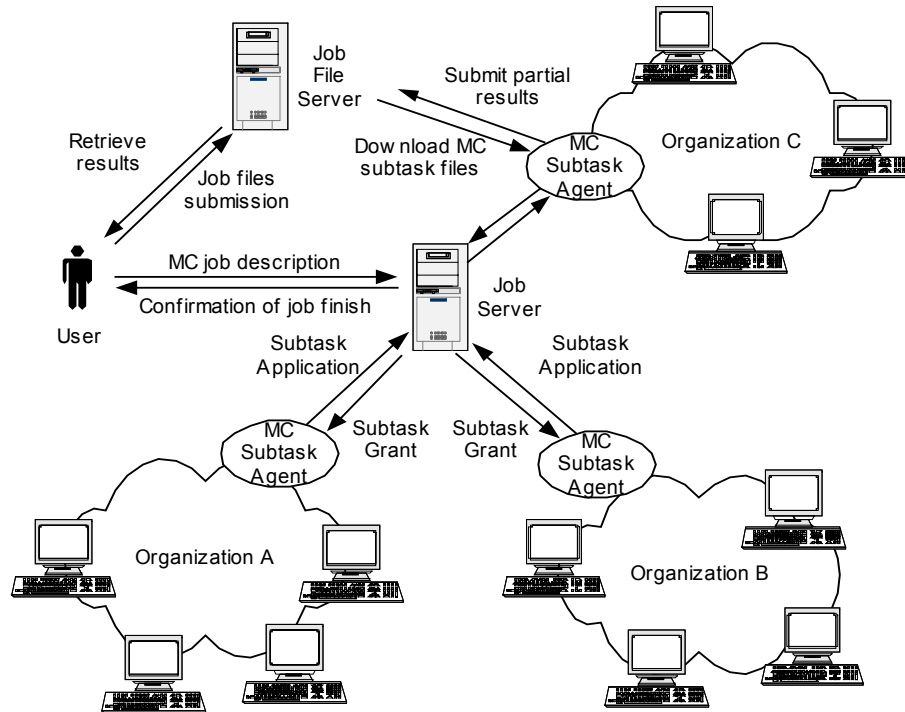 Job
File
Server
Submit partial
results
Organization C
Retrieve
results
Dow nload MC
subtask files
MC
Subtask
Agent
Job files
submission
MC job description
Confirmation of job finish
Job
Server
User
Subtask
Application
Subtask
Application
MC
Subtask
Agent
Subtask
Grant
Subtask
Grant
MC
Subtask
Agent
Organization A
Organization B